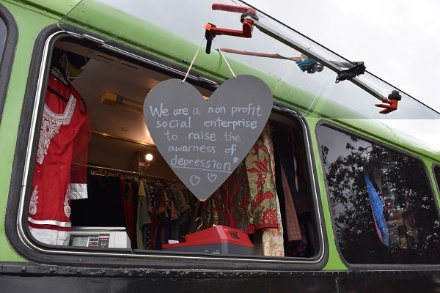 We are a non profit
social enterprise
to raise the
awarness of
depression!